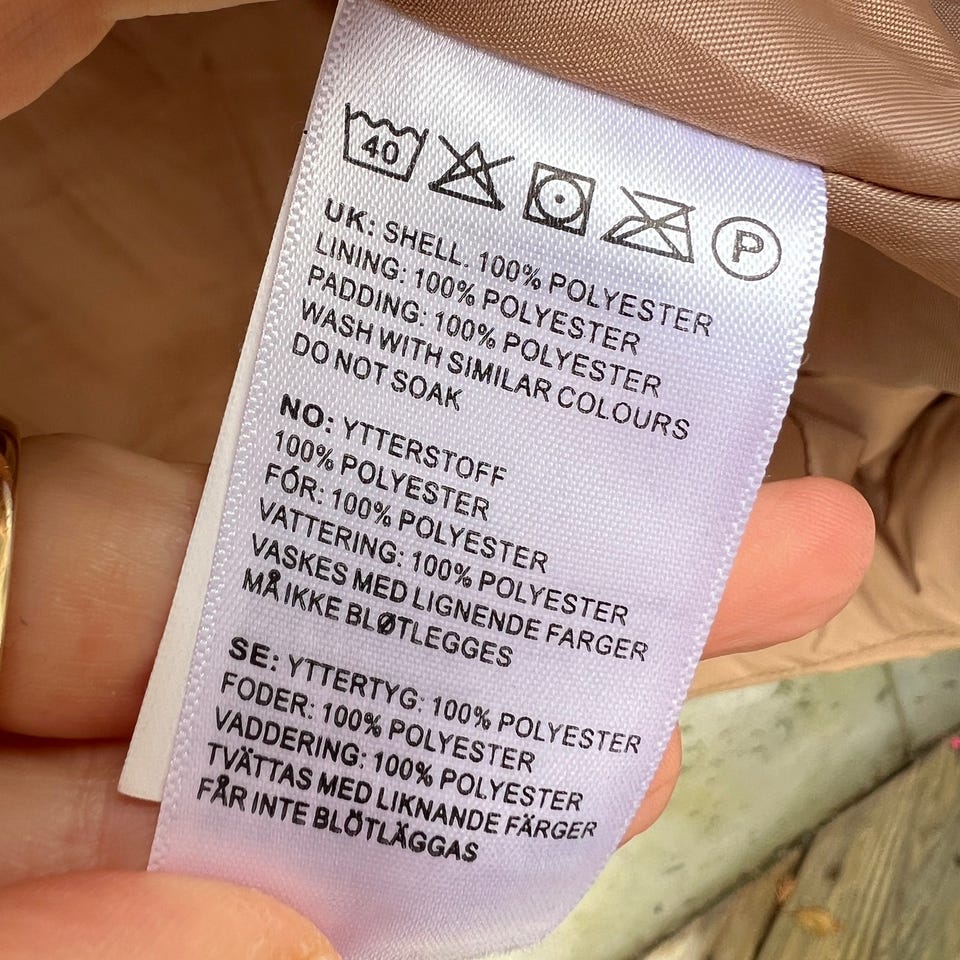 40
P
UK: SHELL. 100% POLYESTER
LINING: 100% POLYESTER
PADDING: 100% POLYESTER
WASH WITH SIMILAR COLOURS
DO NOT SOAK
NO: YTTERSTOFF
100% POLYESTER
FÓR: 100% POLYESTER
VATTERING: 100% POLYESTER
VASKES MED LIGNENDE FARGER
MÅ IKKE BLØTLEGGES
SE: YTTERTYG: 100% POLYESTER
FODER: 100% POLYESTER
VADDERING: 100% POLYESTER
TVÄTTAS MED LIKNANDE FÄRGER
FÅR INTE BLÖTLÄGGAS